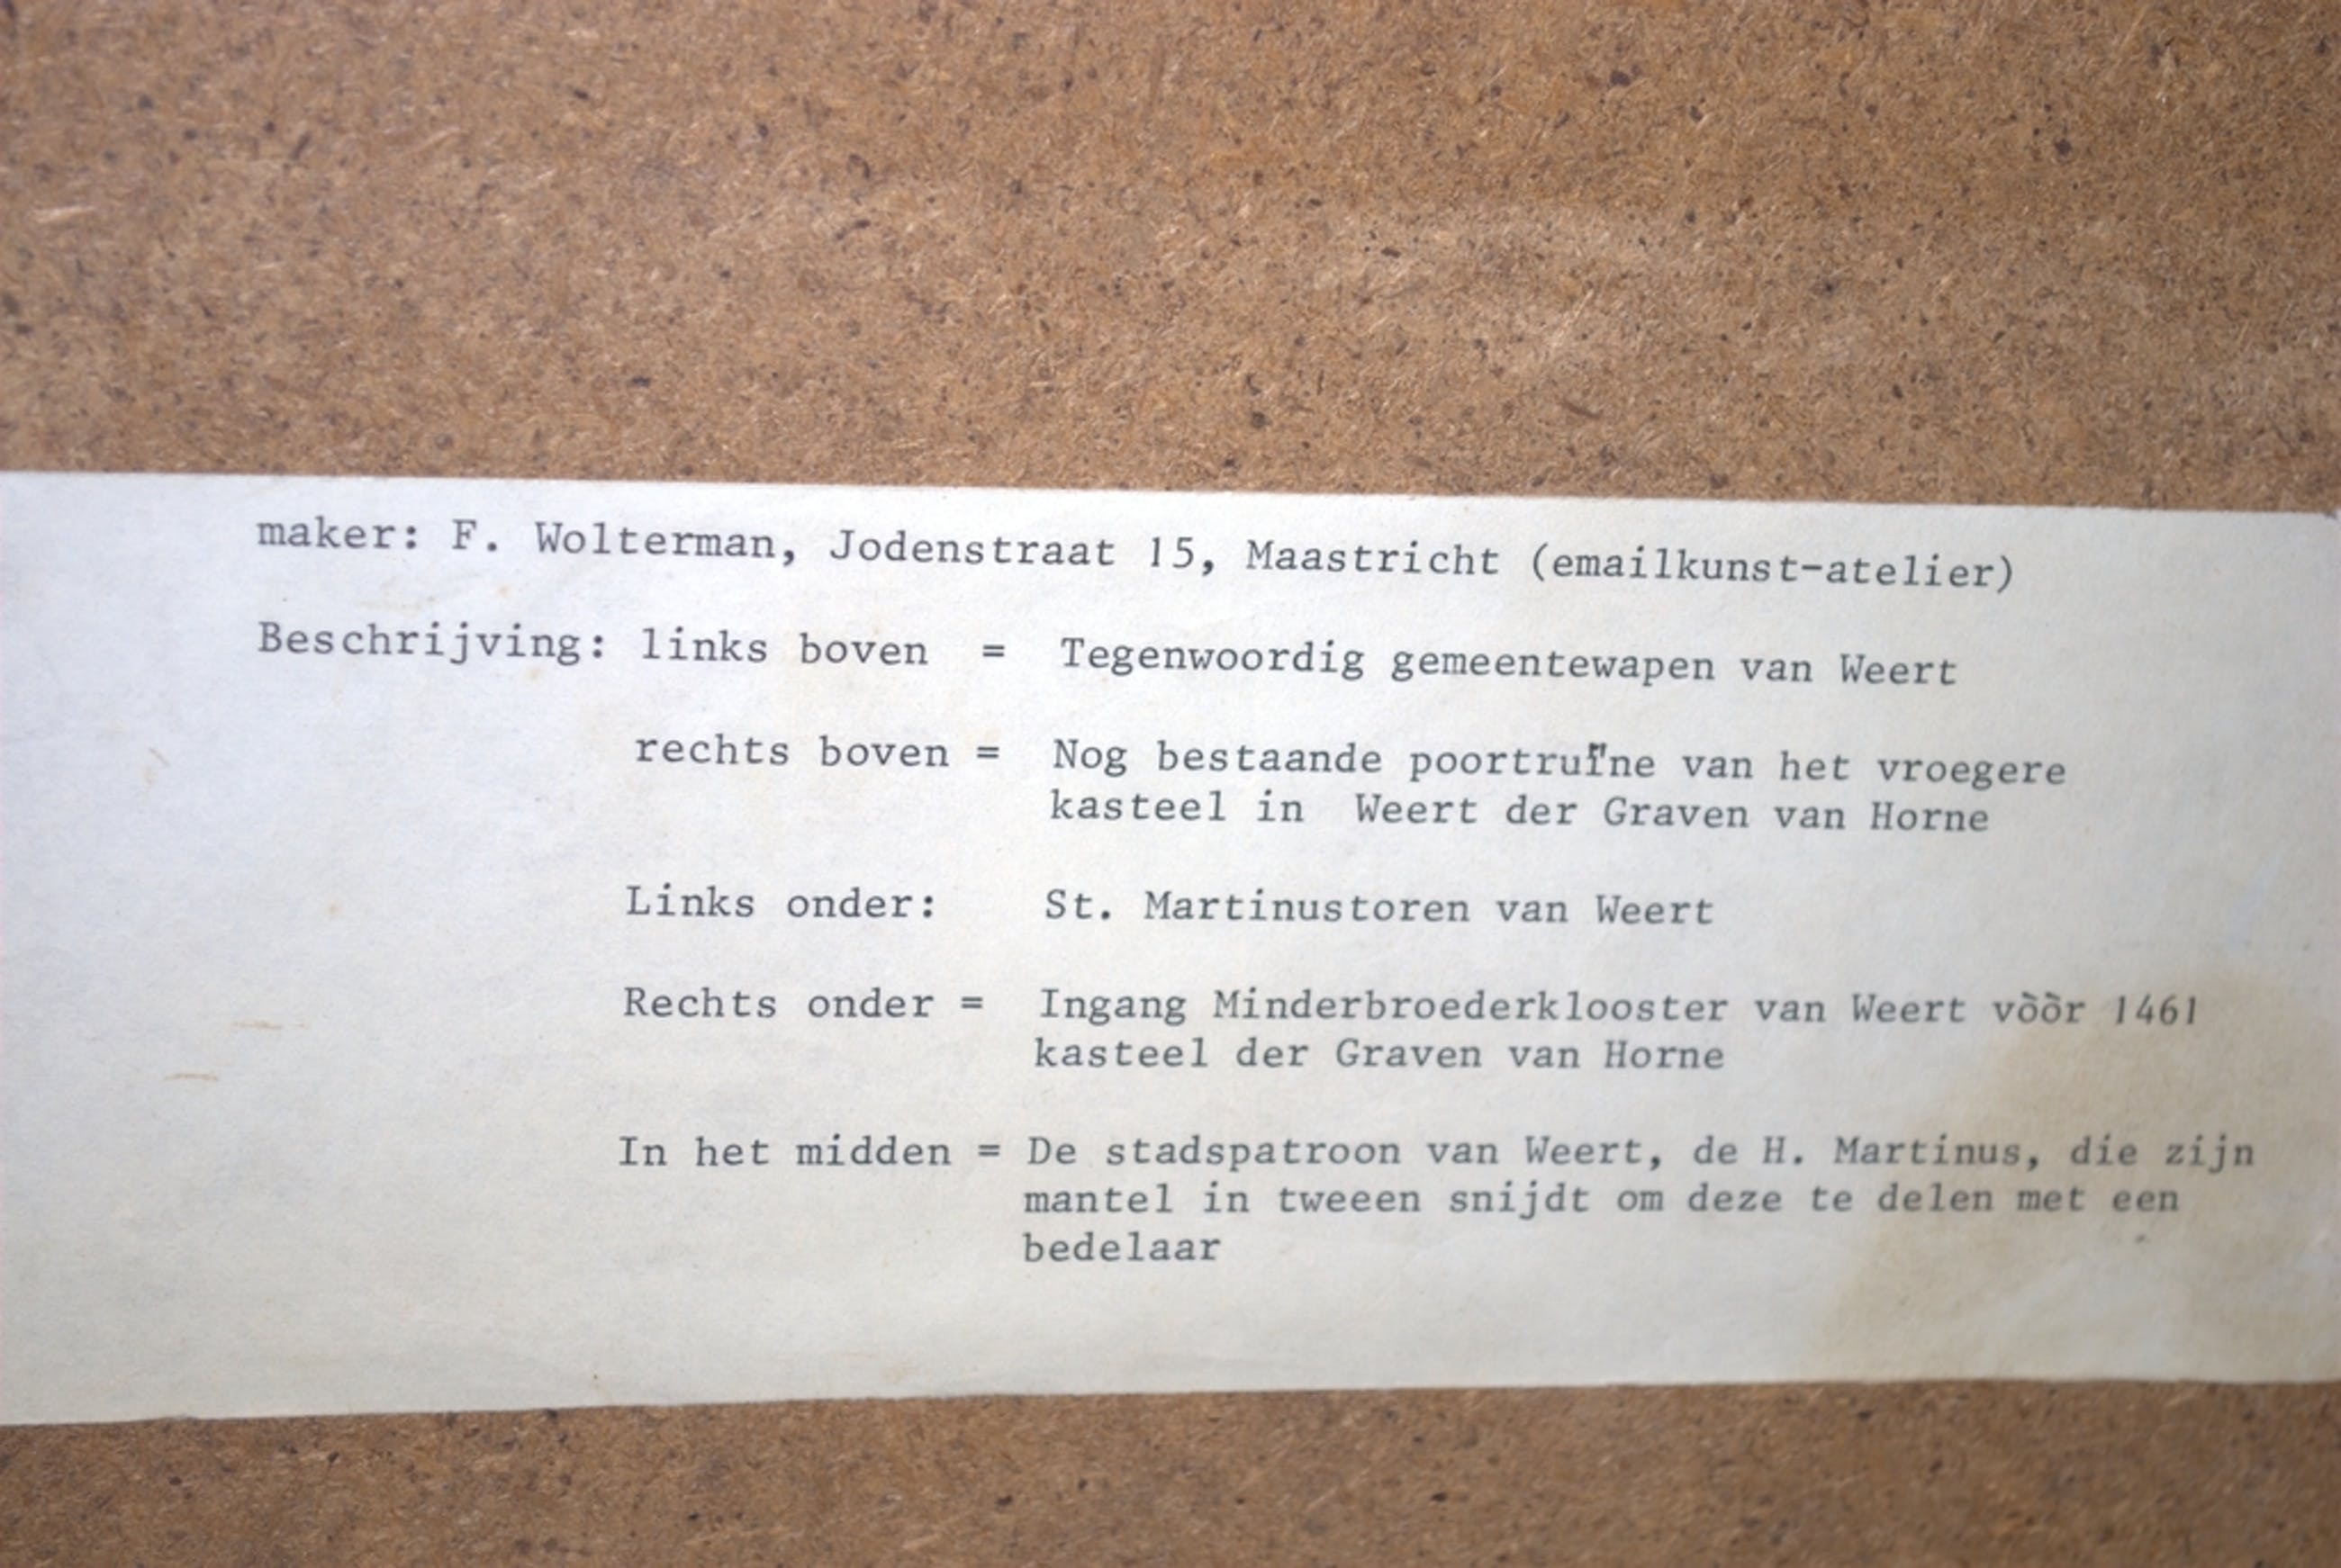 maker: F. Wolterman, Jodenstraat 15, Maastricht (emailkunst-atelier)
Beschrijving: links boven = Tegenwoordig gemeentewapen van Weert
rechts boven = Nog bestaande poortruïne van het vroegere
kasteel in Weert der Graven van Horne
Links onder: St. Martinustoren van Weert
Rechts onder = Ingang Minderbroederklooster van Weert vòòr 1461
kasteel der Graven van Horne
In het midden = De stadspatroon van Weert, de H. Martinus, die zijn
mantel in tweeen snijdt om deze te delen met een
bedelaar